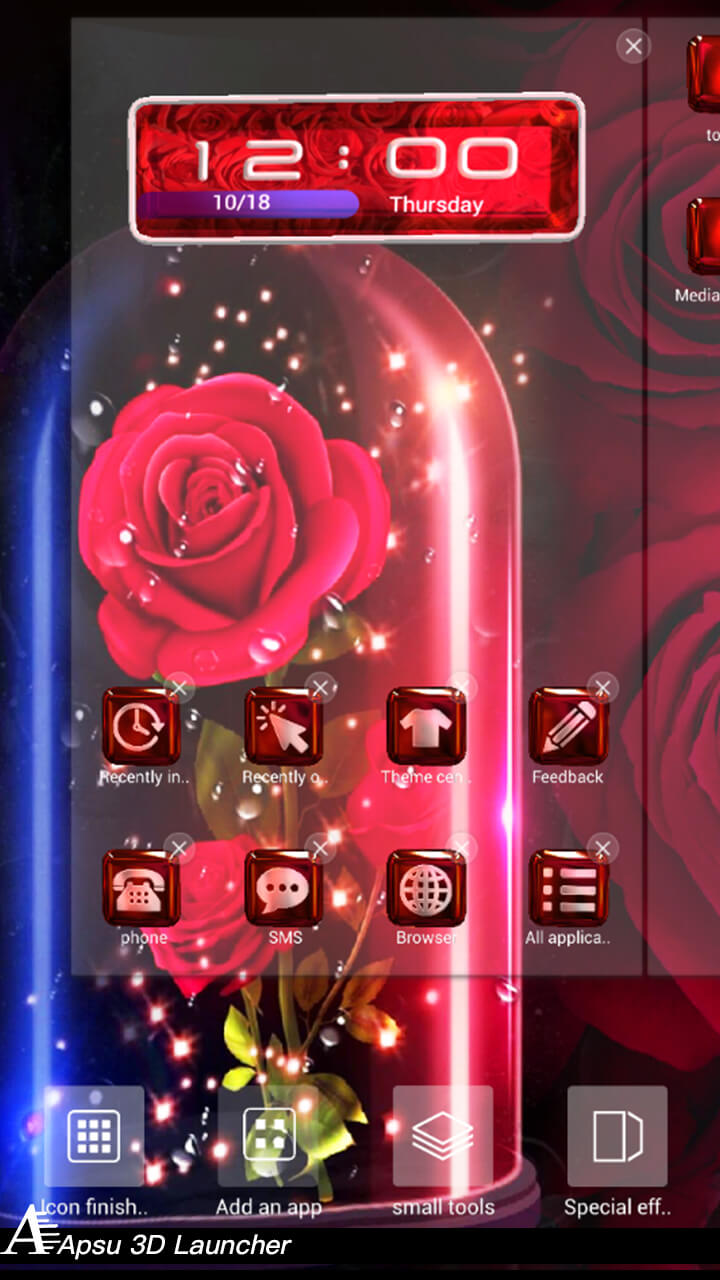 12:00
10/18 Thursday
to
Media
Recently in.. Recently o.. Theme cen.. Feedback
phone SMS Browser All applica..
Icon finish.. Add an app small tools Special eff..
Apsu 3D Launcher